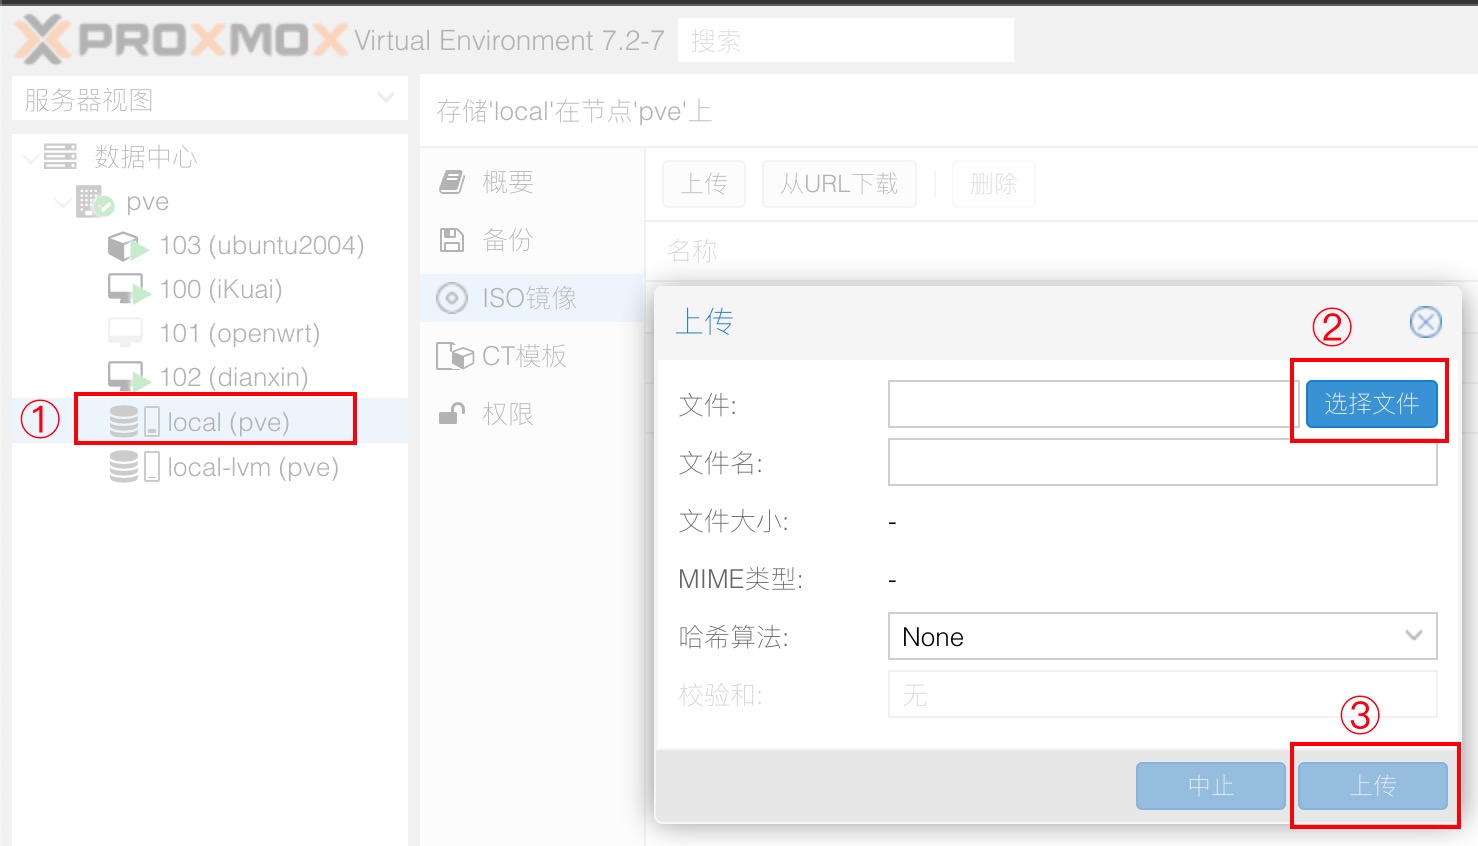 PROXMOX Virtual Environment 7.2-7 搜索
服务器视图
数据中心
pve
103 (ubuntu2004)
100 (iKuai)
101 (openwrt)
102 (dianxin)
① local (pve)
local-lvm (pve)
存储'local'在节点'pve'上
概要
备份
ISO镜像
CT模板
权限
上传 从URL下载 删除
名称
上传 ②
文件: 选择文件
文件名:
文件大小: -
MIME类型: -
哈希算法: None
校验和: 无
③
中止 上传